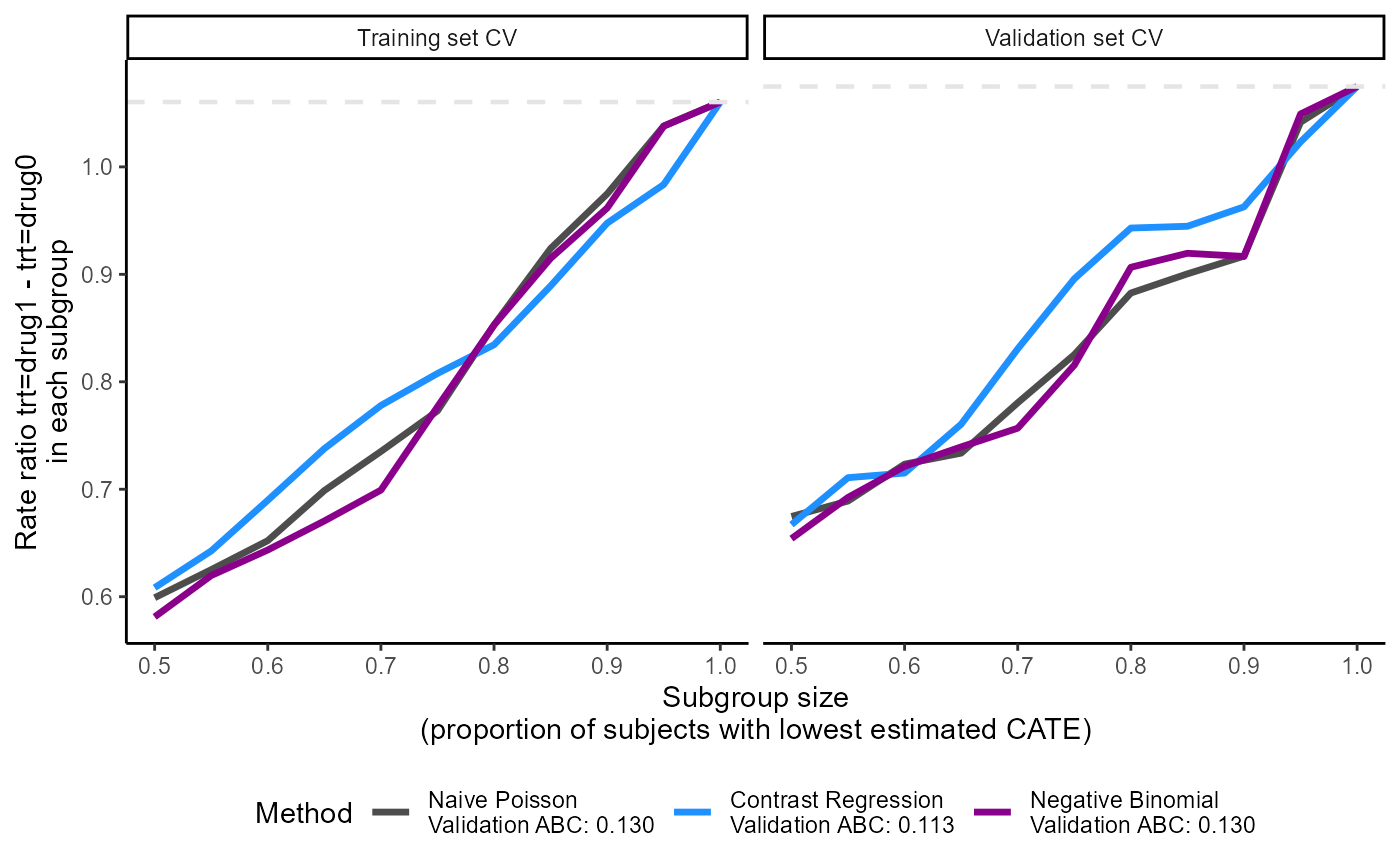 Training set CV
Validation set CV
Rate ratio trt=drug1 - trt=drug0
in each subgroup
1.0
0.9
0.8
0.7
0.6
0.5 0.6 0.7 0.8 0.9 1.0
0.5 0.6 0.7 0.8 0.9 1.0
Subgroup size
(proportion of subjects with lowest estimated CATE)
Method
Naive Poisson
Validation ABC: 0.130
Contrast Regression
Validation ABC: 0.113
Negative Binomial
Validation ABC: 0.130